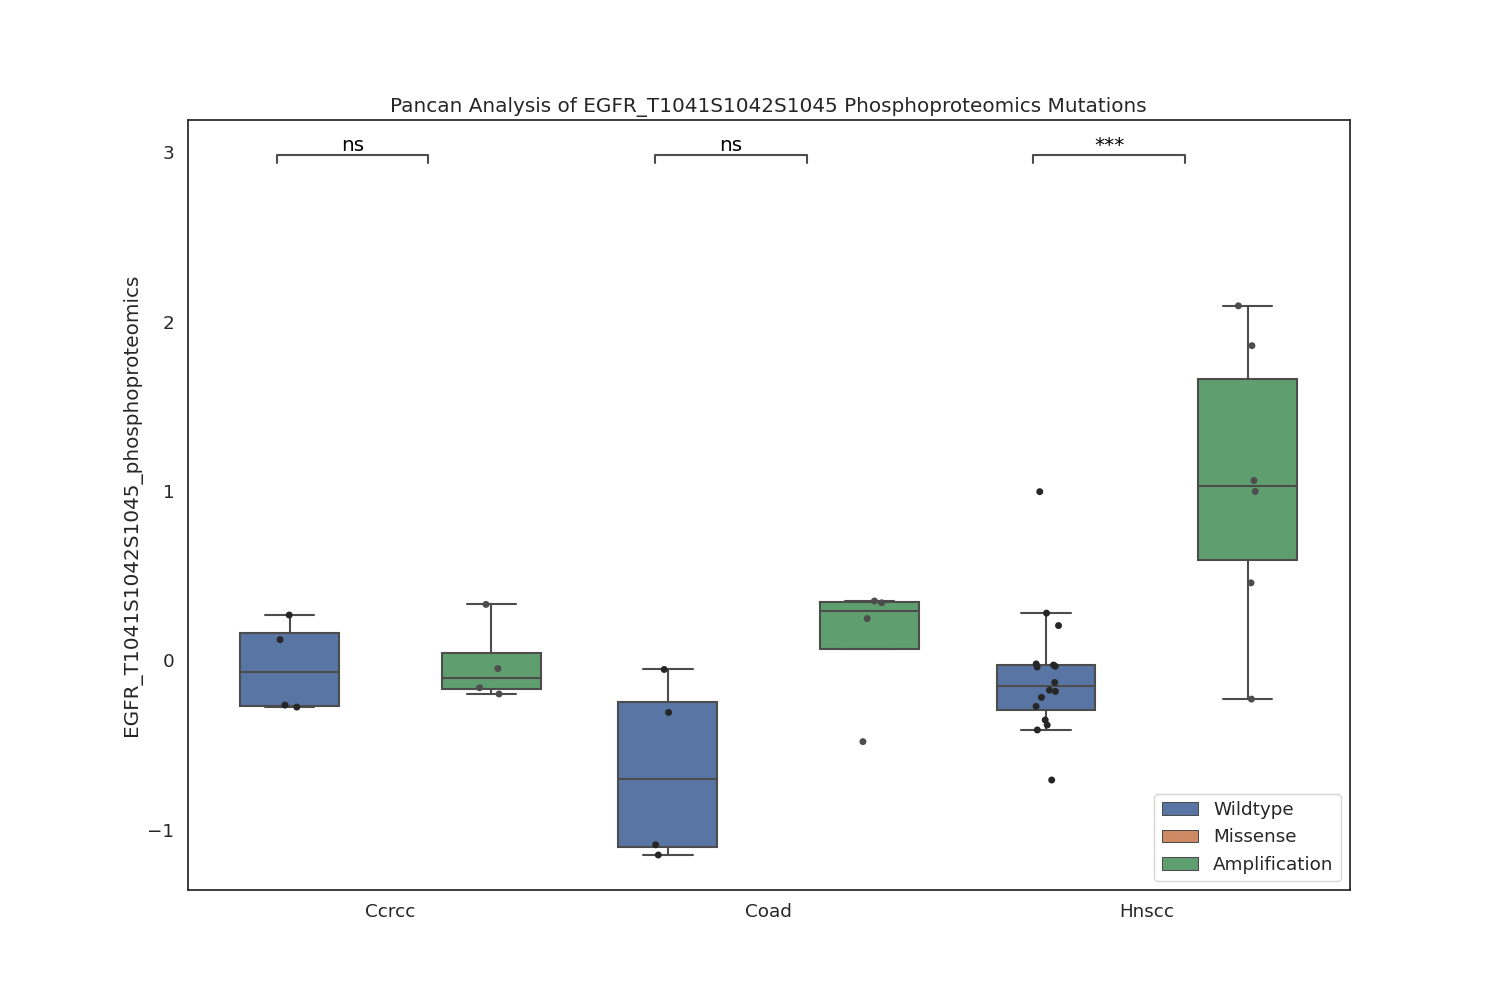 Pancan Analysis of EGFR_T1041S1042S1045 Phosphoproteomics Mutations
ns
ns
***
3
2
1
0
−1
EGFR_T1041S1042S1045_phosphoproteomics
Wildtype
Missense
Amplification
Ccrcc
Coad
Hnscc